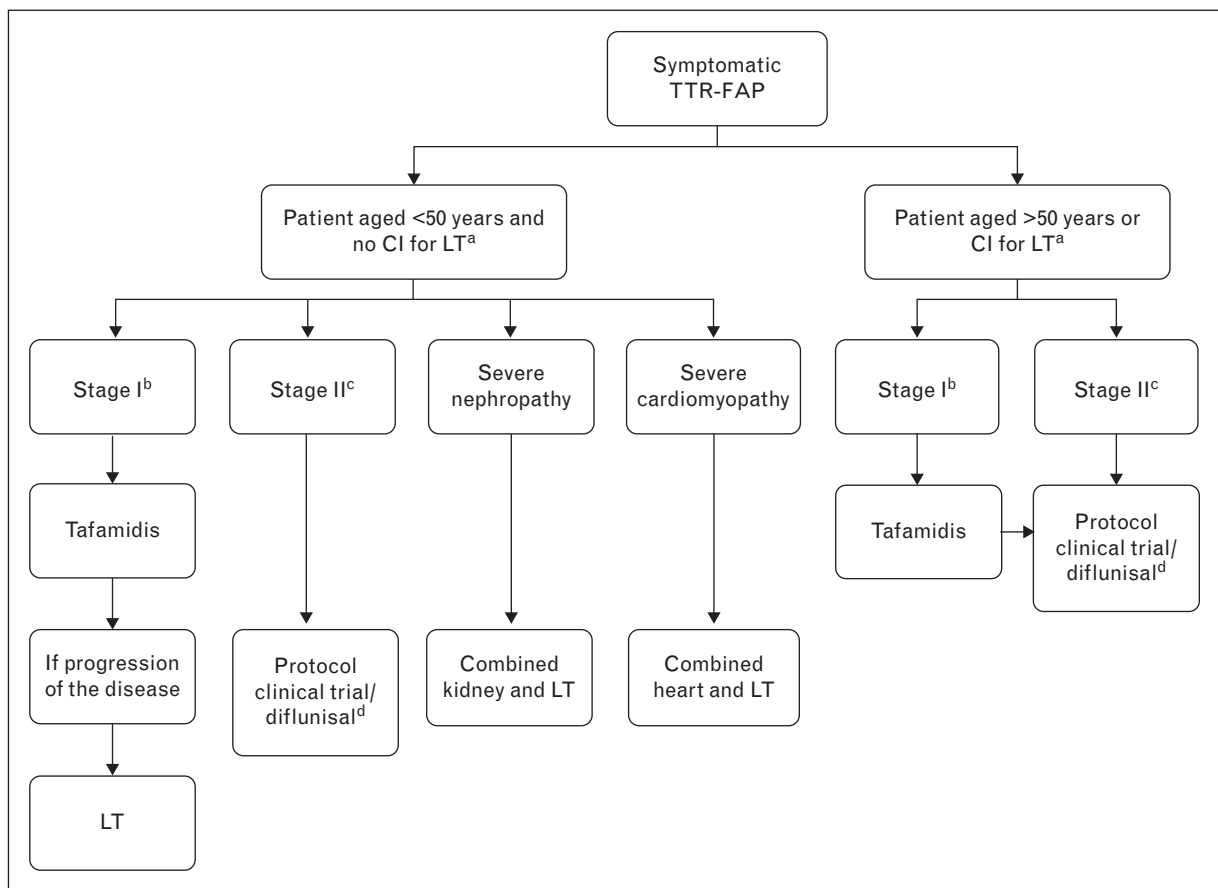 Symptomatic
TTR-FAP
Patient aged <50 years and
no CI for LTa
Patient aged >50 years or
CI for LTa
Stage Ib
Stage IIc
Severe
nephropathy
Severe
cardiomyopathy
Stage Ib
Stage IIc
Tafamidis
Tafamidis
Protocol
clinical trial/
diflunisald
If progression
of the disease
Protocol
clinical trial/
diflunisald
Combined
kidney and LT
Combined
heart and LT
LT